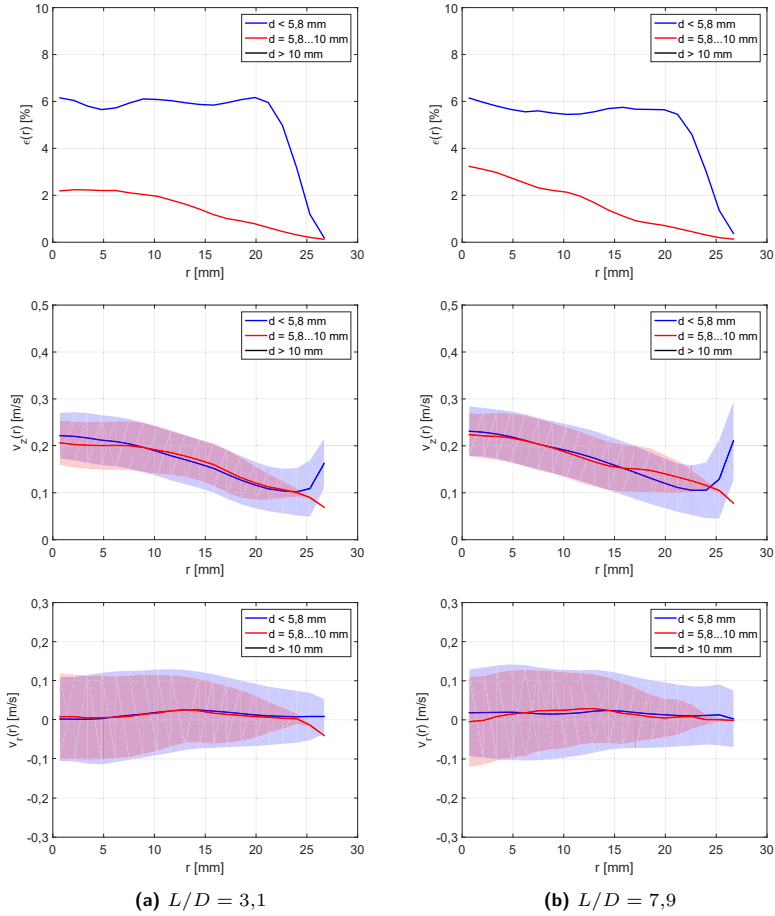 10
8
6
4
2
0
ϵ(r) [%]
d < 5,8 mm
d = 5,8...10 mm
d > 10 mm
0 5 10 15 20 25 30
r [mm]
10
8
6
4
2
0
ϵ(r) [%]
d < 5,8 mm
d = 5,8...10 mm
d > 10 mm
0 5 10 15 20 25 30
r [mm]
0,5
0,4
0,3
0,2
0,1
0
v_z(r) [m/s]
d < 5,8 mm
d = 5,8...10 mm
d > 10 mm
0 5 10 15 20 25 30
r [mm]
0,5
0,4
0,3
0,2
0,1
0
v_z(r) [m/s]
d < 5,8 mm
d = 5,8...10 mm
d > 10 mm
0 5 10 15 20 25 30
r [mm]
0,3
0,2
0,1
0
-0,1
-0,2
-0,3
v_r(r) [m/s]
d < 5,8 mm
d = 5,8...10 mm
d > 10 mm
0 5 10 15 20 25 30
r [mm]
0,3
0,2
0,1
0
-0,1
-0,2
-0,3
v_r(r) [m/s]
d < 5,8 mm
d = 5,8...10 mm
d > 10 mm
0 5 10 15 20 25 30
r [mm]
(a) L/D = 3,1
(b) L/D = 7,9